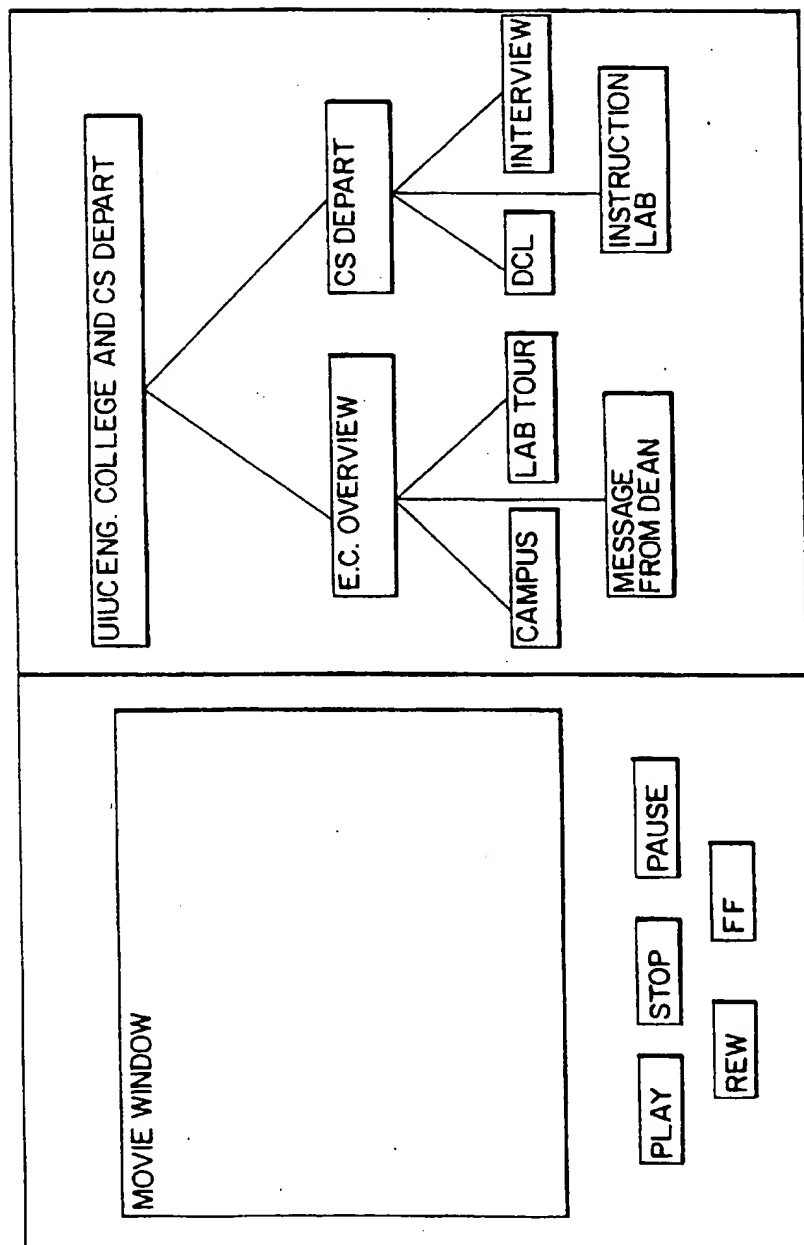 MOVIE WINDOW
PLAY
STOP
PAUSE
REW
FF
UIUC ENG. COLLEGE AND CS DEPART
E.C. OVERVIEW
CS DEPART
CAMPUS
LAB TOUR
DCL
INTERVIEW
MESSAGE
FROM DEAN
INSTRUCTION
LAB